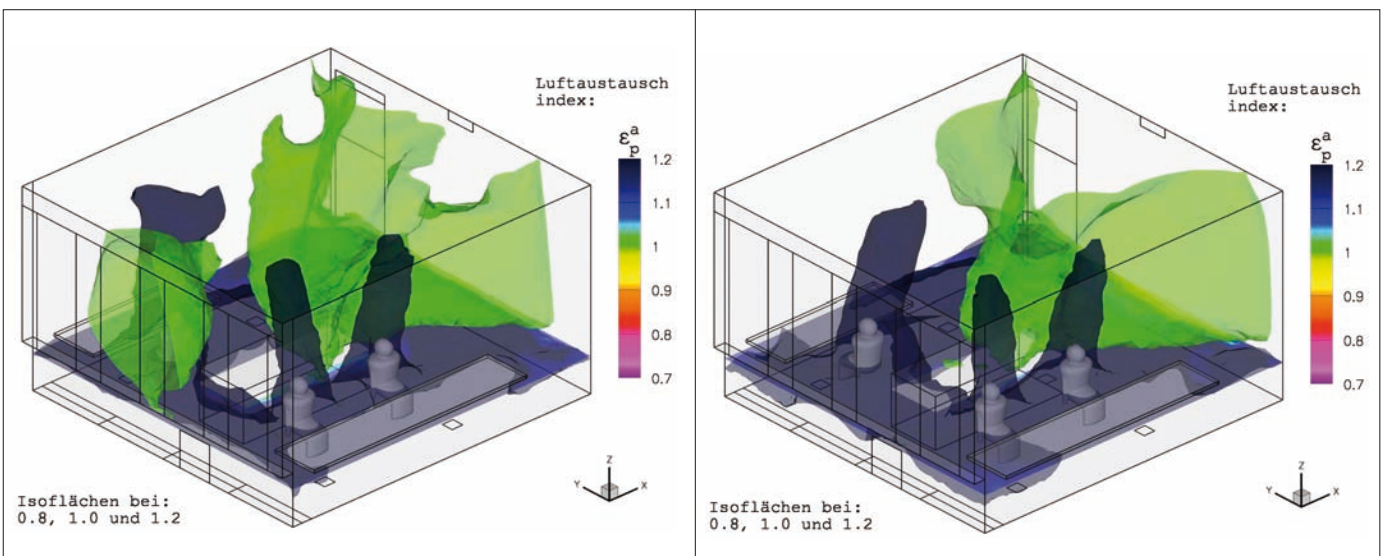 Luftaustausch
index:
ε^a_p
1.2
1.1
1
0.9
0.8
0.7
Z
Y X
Isoflächen bei:
0.8, 1.0 und 1.2
Luftaustausch
index:
ε^a_p
1.2
1.1
1
0.9
0.8
0.7
Z
Y X
Isoflächen bei:
0.8, 1.0 und 1.2